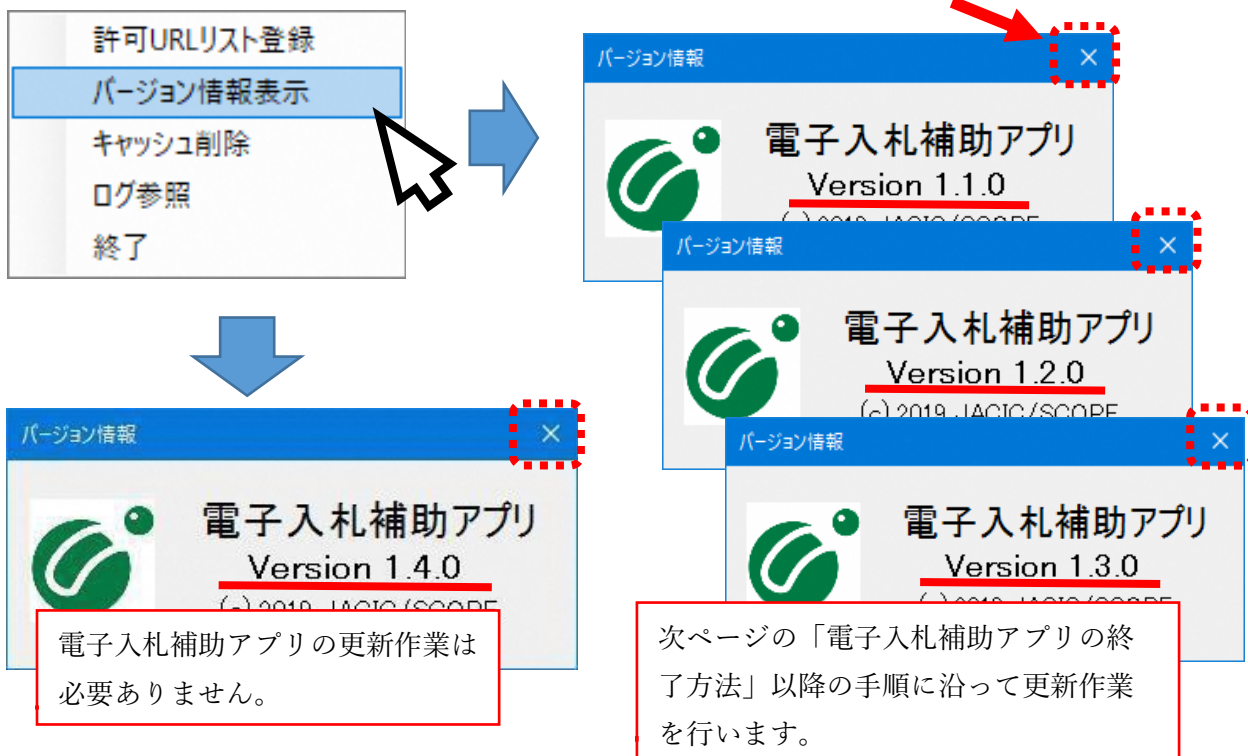 許可URLリスト登録
バージョン情報表示
キャッシュ削除
ログ参照
終了
バージョン情報
電子入札補助アプリ
Version 1.1.0
バージョン情報
電子入札補助アプリ
Version 1.2.0
(c) 2019 JACIC/SCOPE
バージョン情報
電子入札補助アプリ
Version 1.3.0
次ページの「電子入札補助アプリの終
了方法」以降の手順に沿って更新作業
を行います。
バージョン情報
電子入札補助アプリ
Version 1.4.0
電子入札補助アプリの更新作業は
必要ありません。